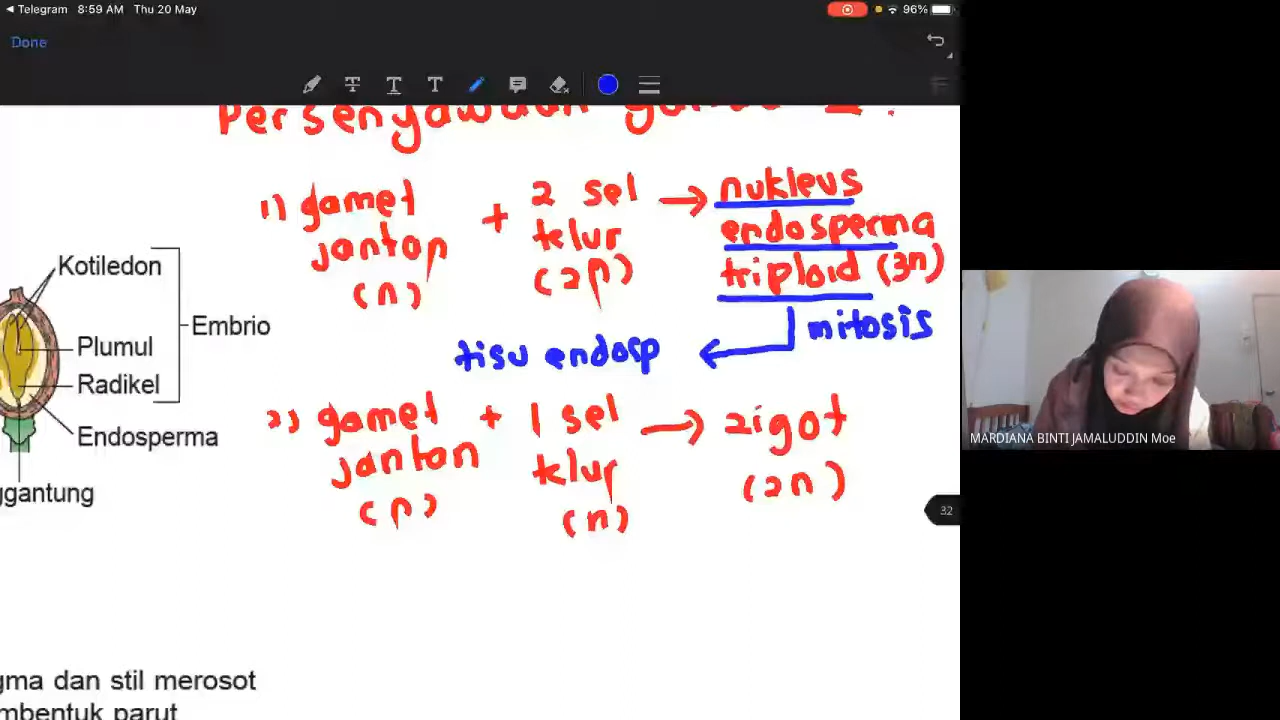 Telegram 8:59 AM Thu 20 May 96%
Done
T T T
Persenyawaan ganda
1) gamet + 2 sel → nukleus
jantan telur endosperma
(n) (2n) triploid (3n)
mitosis
tisu endosp
2) gamet + 1 sel → zigot
jantan telur (2n)
(n) (n)
Kotiledon
Embrio
Plumul
Radikel
Endosperma
ggantung
gma dan stil merosot
mbentuk parut
32
MARDIANA BINTI JAMALUDDIN Moe